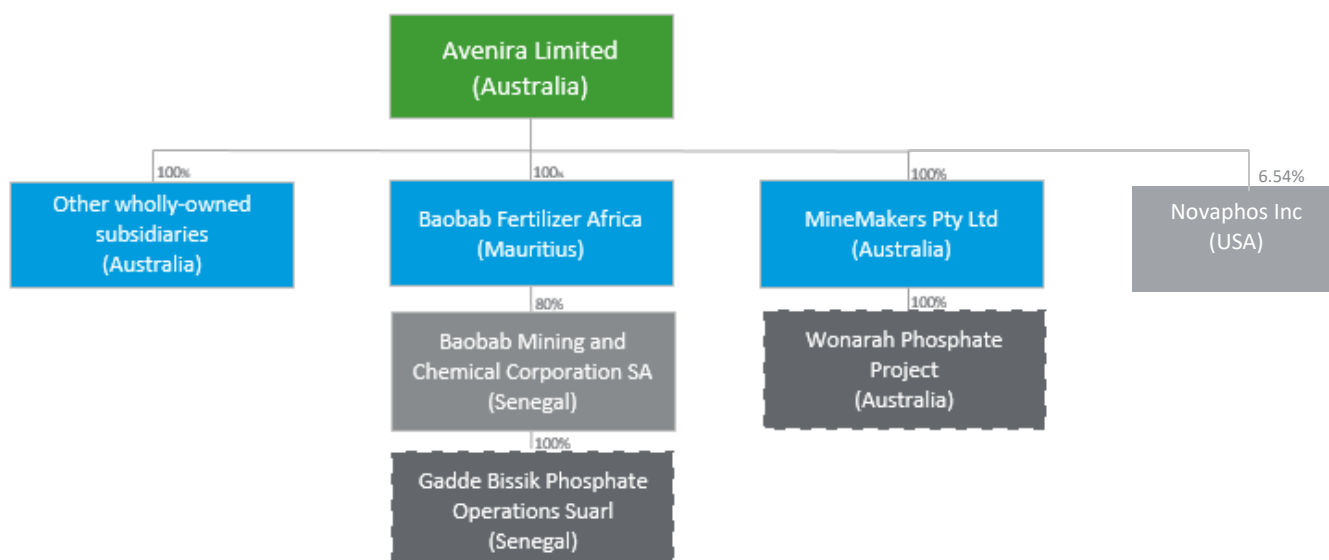 Avenira Limited
(Australia)
100%
100%
100%
6.54%
Other wholly-owned
subsidiaries
(Australia)
Baobab Fertilizer Africa
(Mauritius)
MineMakers Pty Ltd
(Australia)
Novaphos Inc
(USA)
80%
100%
Baobab Mining and
Chemical Corporation SA
(Senegal)
Wonarah Phosphate
Project
(Australia)
100%
Gadde Bissik Phosphate
Operations Suarl
(Senegal)